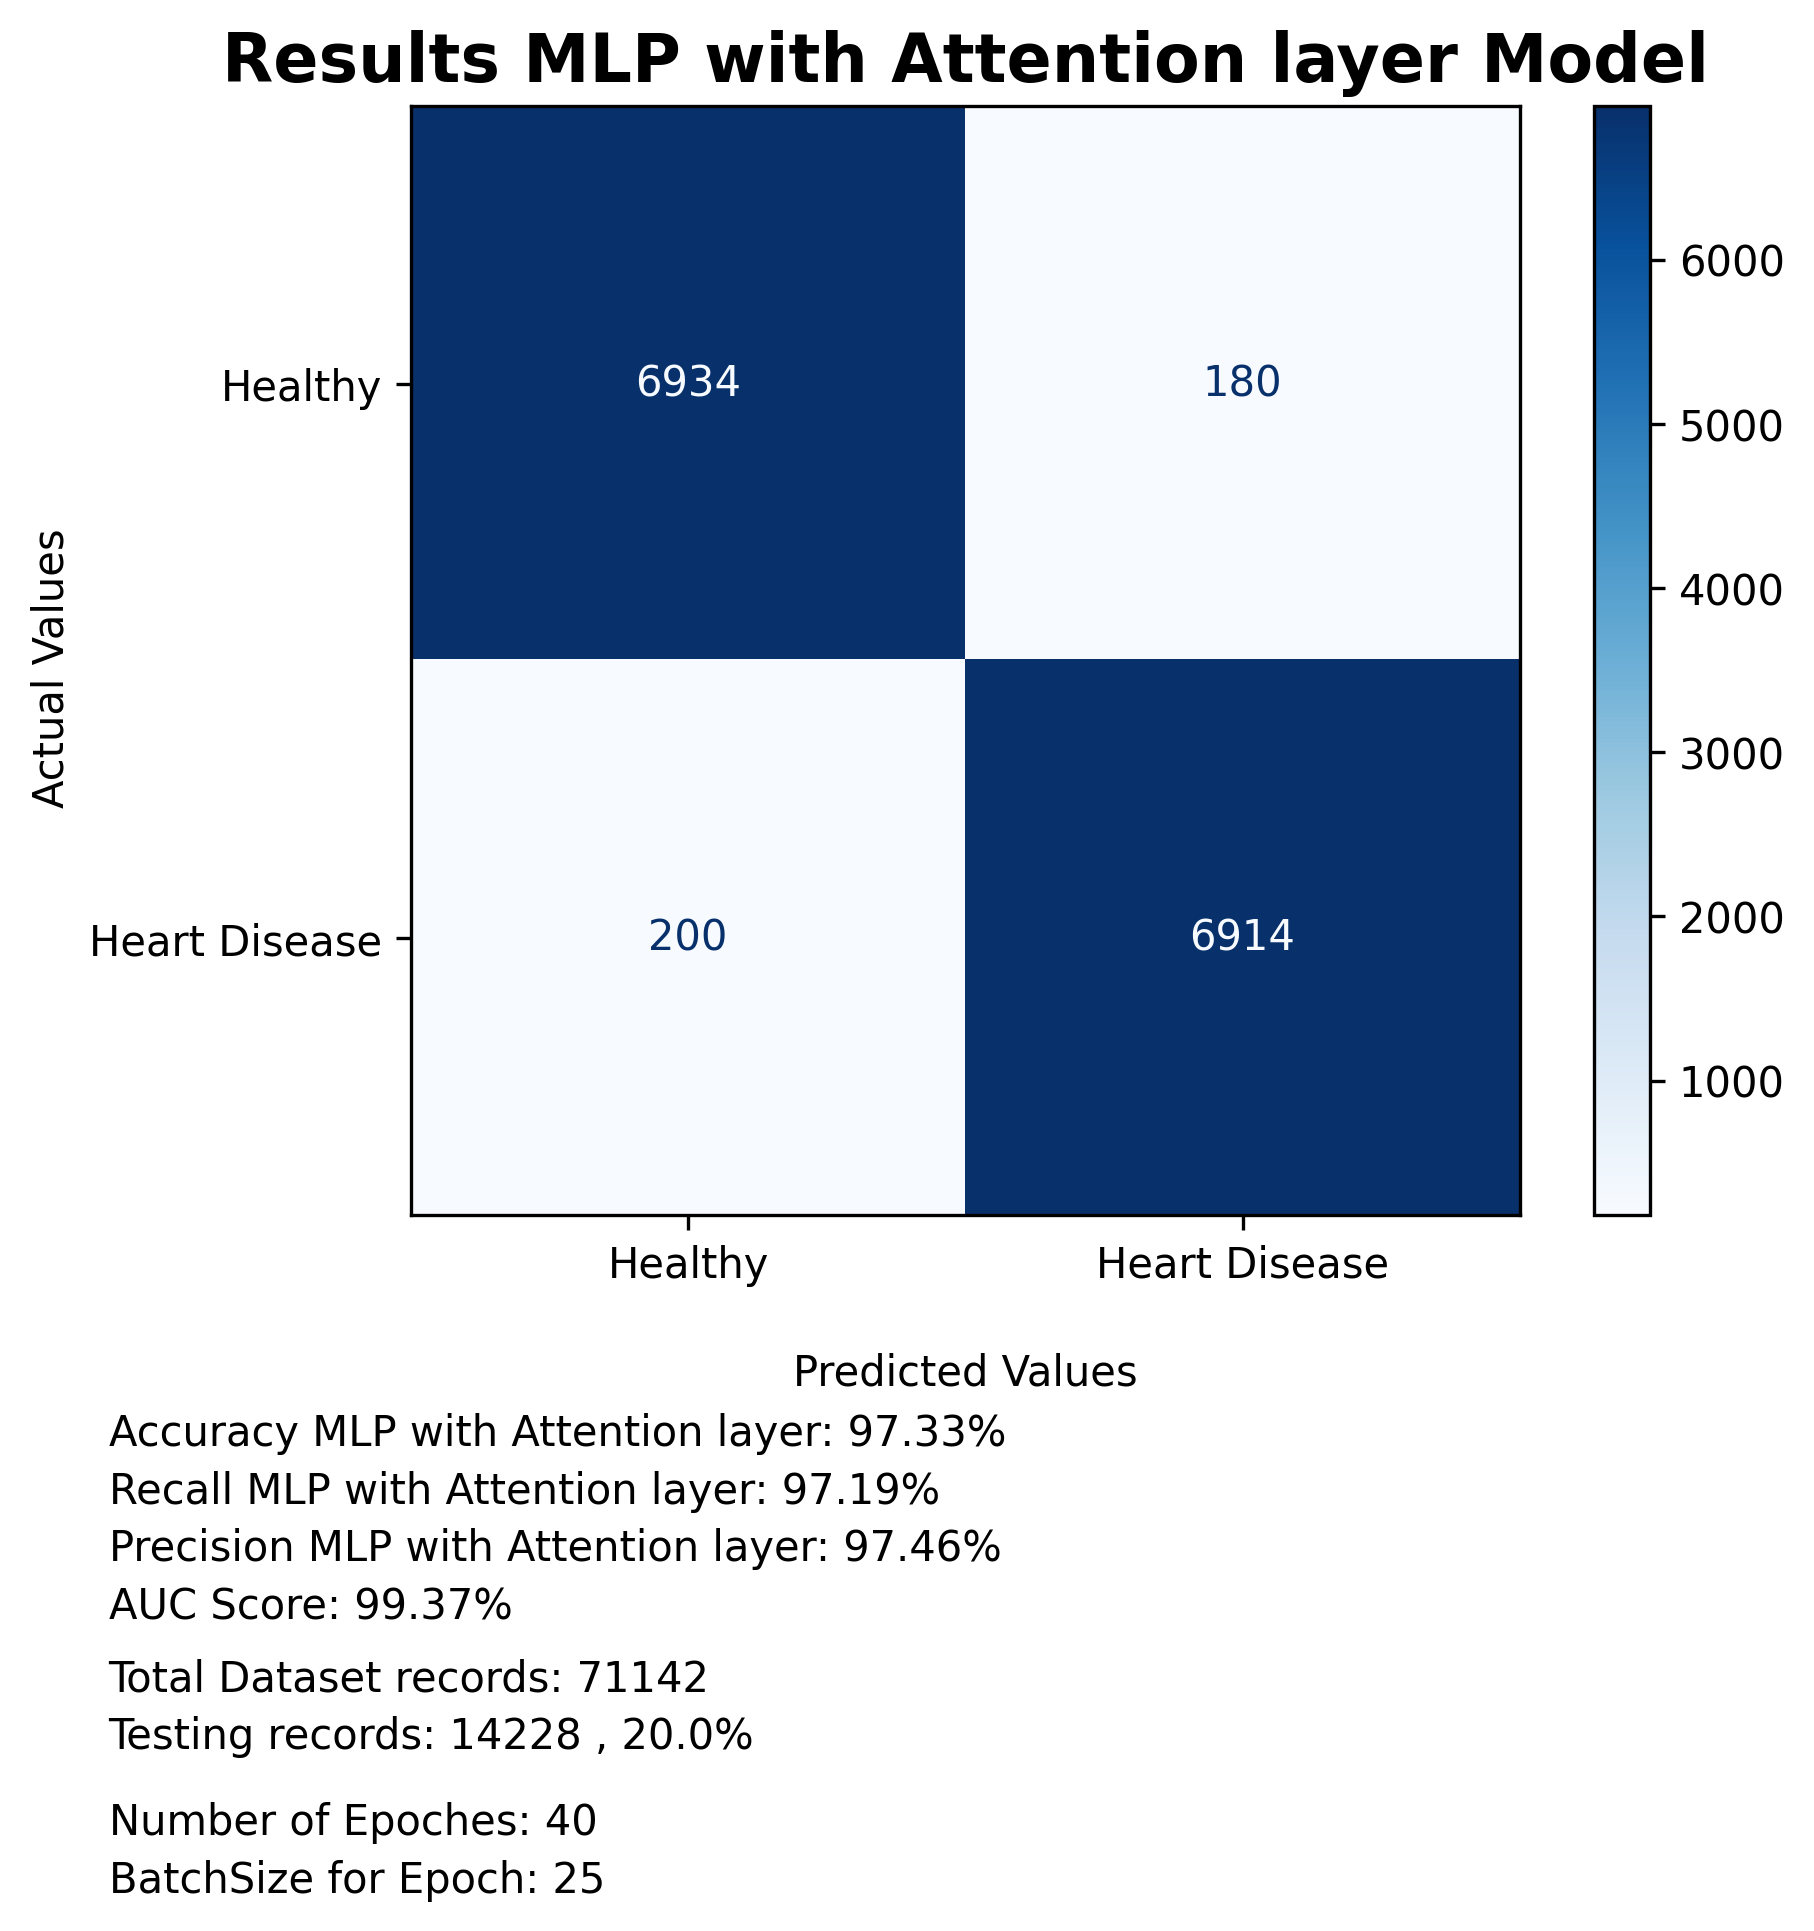 Results MLP with Attention layer Model
Healthy
6934
180
Actual Values
Heart Disease
200
6914
6000
5000
4000
3000
2000
1000
Healthy
Heart Disease
Predicted Values
Accuracy MLP with Attention layer: 97.33%
Recall MLP with Attention layer: 97.19%
Precision MLP with Attention layer: 97.46%
AUC Score: 99.37%
Total Dataset records: 71142
Testing records: 14228 , 20.0%
Number of Epoches: 40
BatchSize for Epoch: 25